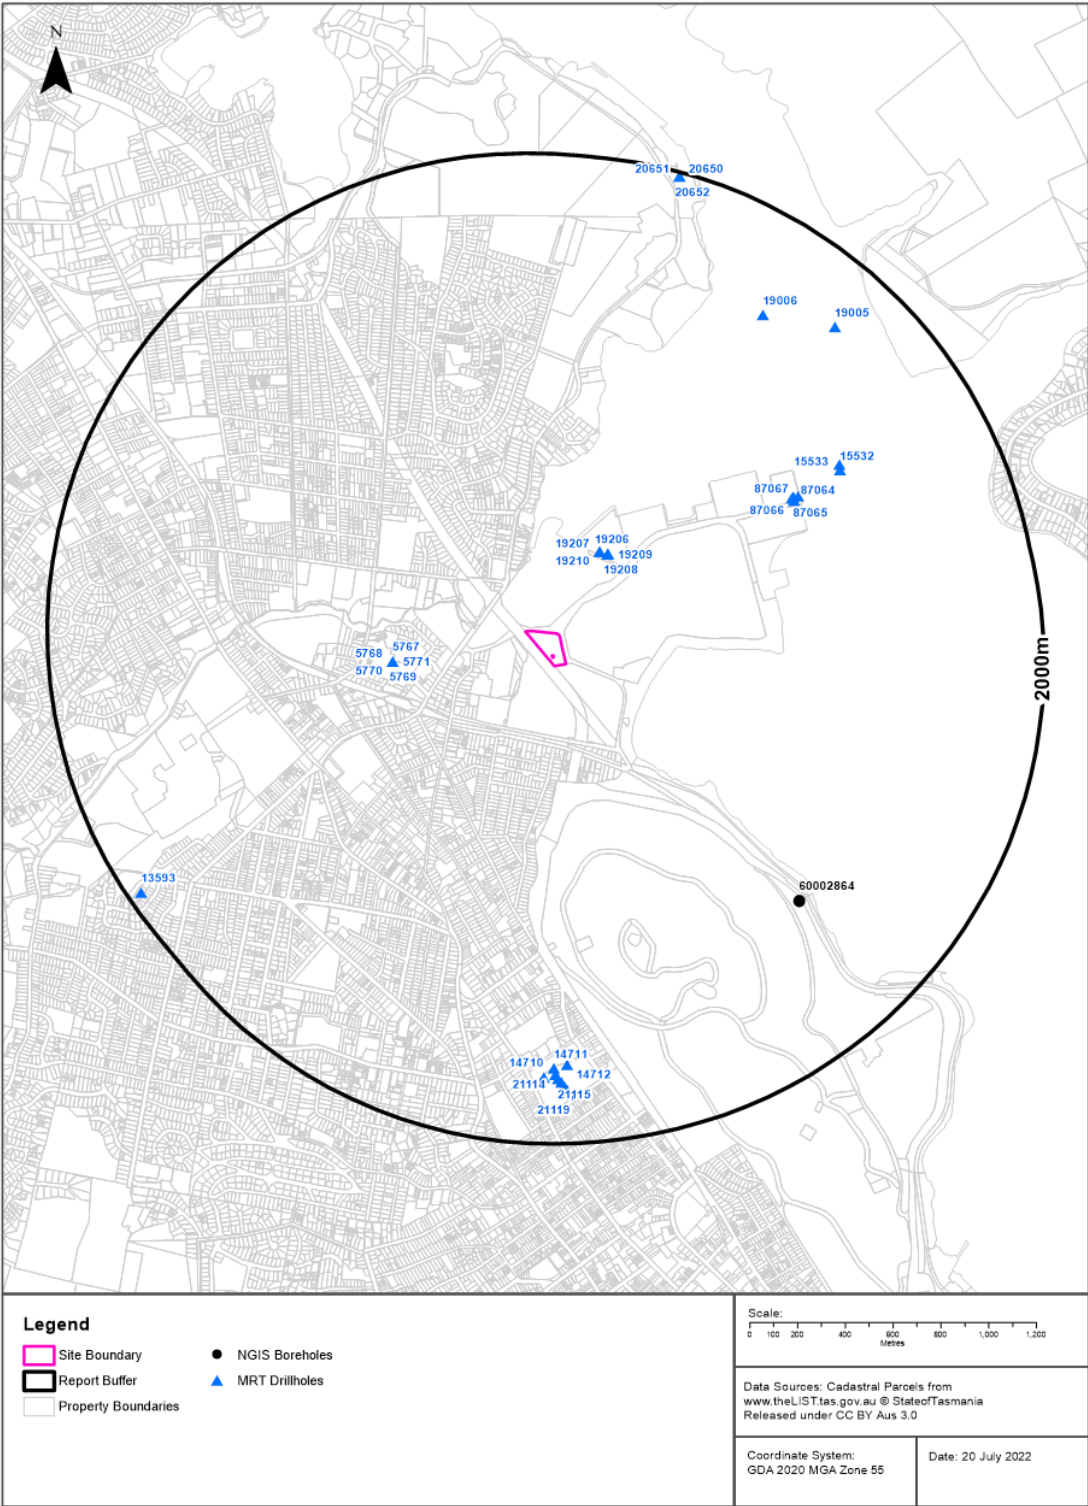 N
20651 20650
20652
19006
19005
15533 15532
87067 87064
87066 87065
19207 19206
19210 19209
19208
5768 5767
5770 5771
5769
2000m
13593
60002864
14710 14711
14712
21114
21115
21119
Legend
Site Boundary
Report Buffer
Property Boundaries
NGIS Boreholes
MRT Drillholes
Scale:
0 100 200 400 600 800 1,000 1,200
Metres
Data Sources: Cadastral Parcels from
www.theLIST.tas.gov.au © StateofTasmania
Released under CC BY Aus 3.0
Coordinate System:
GDA 2020 MGA Zone 55
Date: 20 July 2022